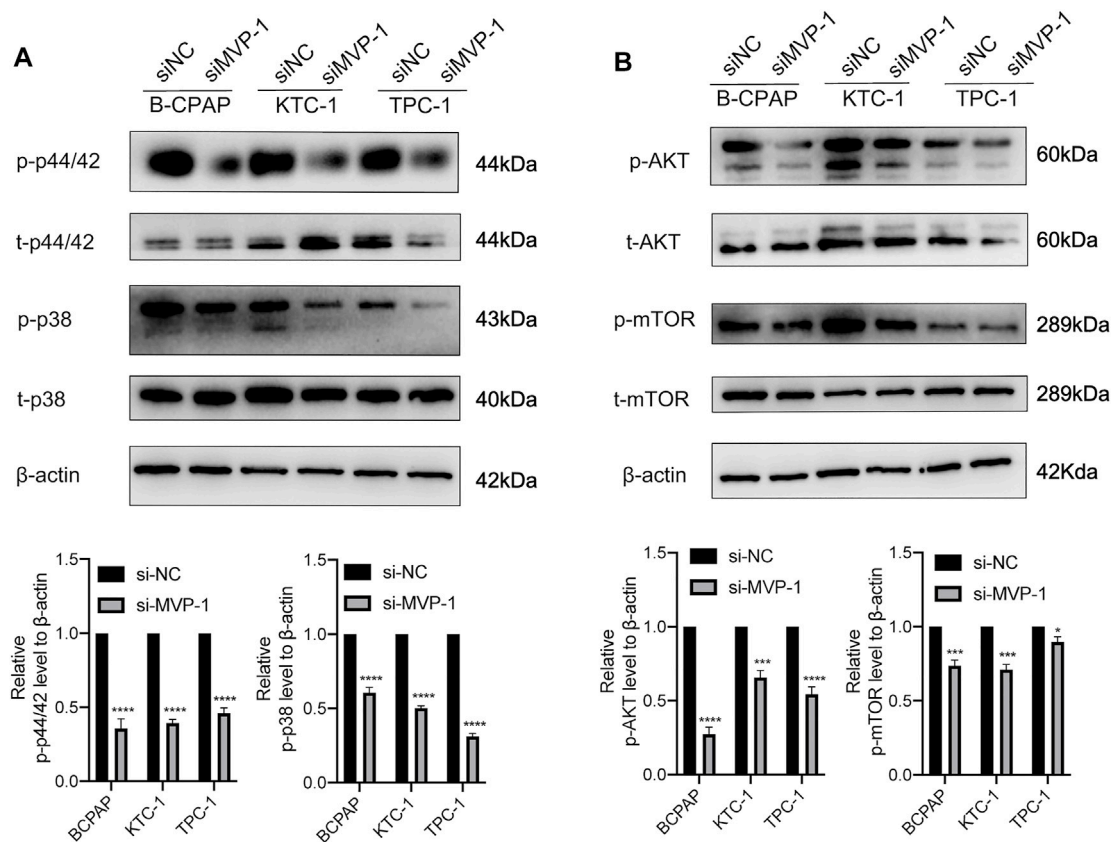 A
siNC siMVP-1 siNC siMVP-1 siNC siMVP-1
B-CPAP KTC-1 TPC-1
p-p44/42 44kDa
t-p44/42 44kDa
p-p38 43kDa
t-p38 40kDa
β-actin 42kDa
Relative
p-p44/42 level to β-actin
1.5
1.0
0.5
0.0
si-NC
si-MVP-1
**** **** ****
BCPAP KTC-1 TPC-1
Relative
p-p38 level to β-actin
1.5
1.0
0.5
0.0
si-NC
si-MVP-1
**** **** ****
BCPAP KTC-1 TPC-1
B
siNC siMVP-1 siNC siMVP-1 siNC siMVP-1
B-CPAP KTC-1 TPC-1
p-AKT 60kDa
t-AKT 60kDa
p-mTOR 289kDa
t-mTOR 289kDa
β-actin 42Kda
Relative
p-AKT level to β-actin
1.5
1.0
0.5
0.0
si-NC
si-MVP-1
**** *** ****
BCPAP KTC-1 TPC-1
Relative
p-mTOR level to β-actin
1.5
1.0
0.5
0.0
si-NC
si-MVP-1
*** *** *
BCPAP KTC-1 TPC-1